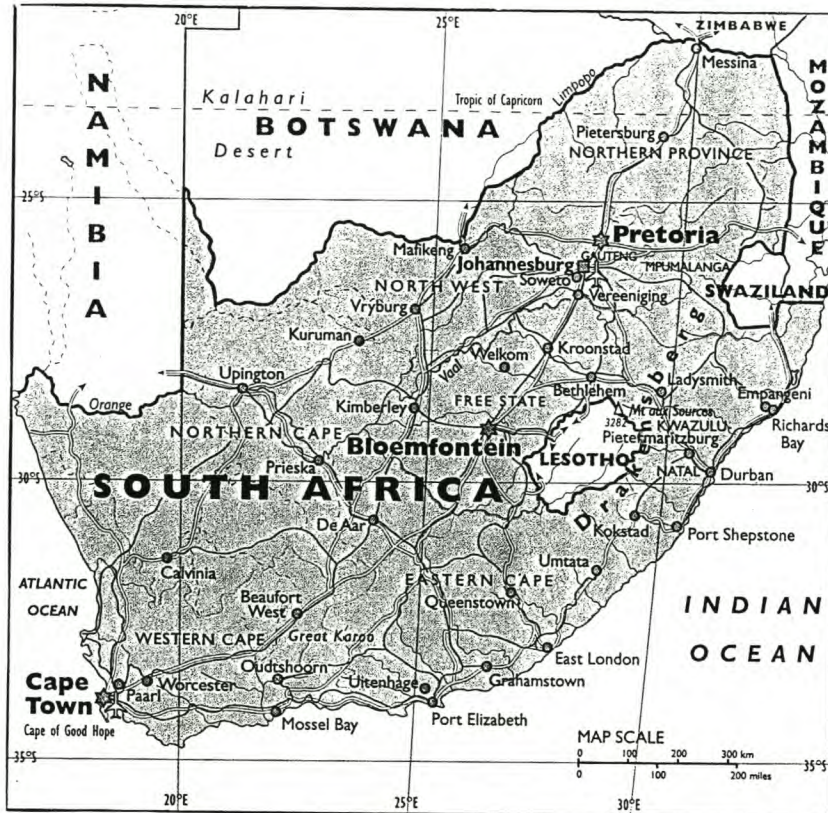 20°E
25°E
ZIMBABWE
Messina
NAMIBIA
MOZAMBIQUE
Kalahari
Tropic of Capricorn
Limpopo
BOTSWANA
Desert
Pietersburg
NORTHERN PROVINCE
25°S
25°S
Mafikeng
Pretoria
GAUTENG
Johannesburg
MPUMALANGA
Soweto
NORTH WEST
SWAZILAND
Vereeniging
Vryburg
Kuruman
Vaal
Welkom
Kroonstad
Upington
Bethlehem
Ladysmith
Orange
Kimberley
FREE STATE
Mt aux Sources
3282
Empangeni
KWAZULU
Richards
Bay
NORTHERN CAPE
Bloemfontein
Pietermaritzburg
LESOTHO
NATAL
Durban
Prieska
30°S
30°S
SOUTH AFRICA
Drakensberg
De Aar
Kokstad
Port Shepstone
Calvinia
Umtata
ATLANTIC
OCEAN
EASTERN CAPE
Beaufort
West
Queenstown
INDIAN
OCEAN
WESTERN CAPE
Great Karoo
East London
Oudtshoorn
Uitenhage
Grahamstown
Cape
Town
Paarl
Worcester
Port Elizabeth
Mossel Bay
Cape of Good Hope
MAP SCALE
0 100 200 300 km
0 100 200 miles
35°S
35°S
20°E
25°E
30°E